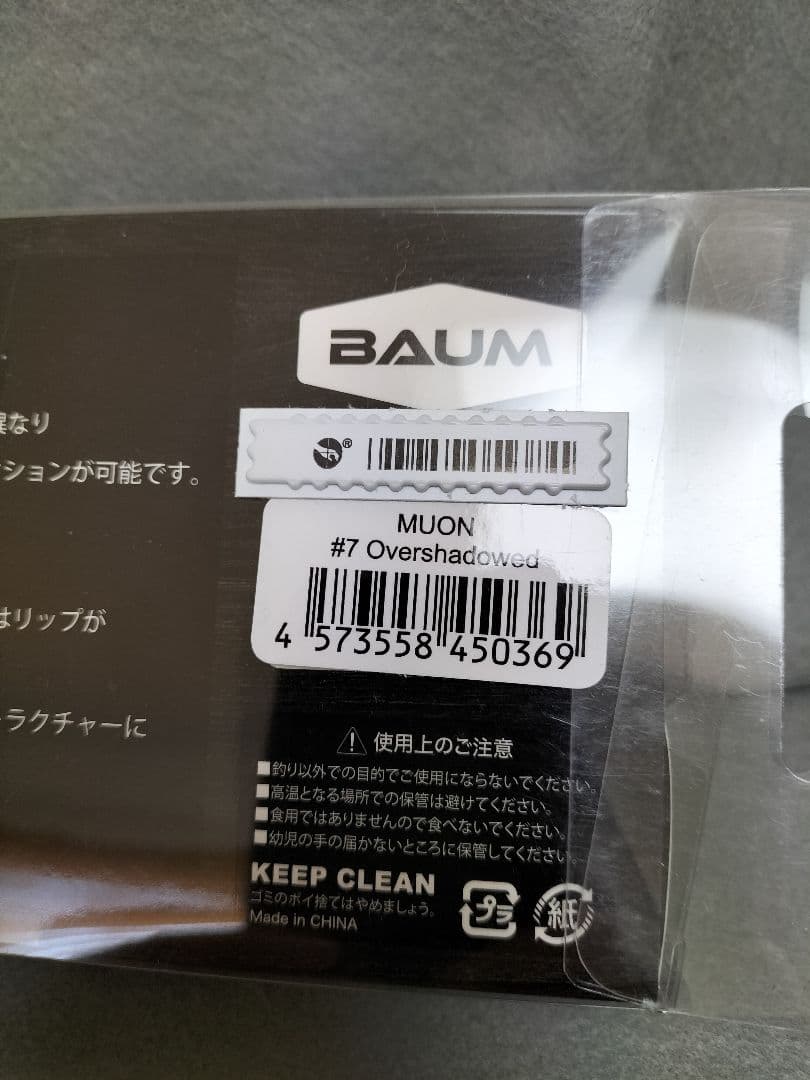 BAUM
®
異なり
クションが可能です。
はリップが
トラクチャーに
MUON
#7 Overshadowed
4 573558 450369
使用上のご注意
■釣り以外での目的でご使用にならないでください。
■高温となる場所での保管は避けてください。
■食用ではありませんので食べないでください。
■幼児の手の届かないところに保管してください。
KEEP CLEAN
ゴミのポイ捨てはやめましょう。
Made in CHINA
プラ
紙